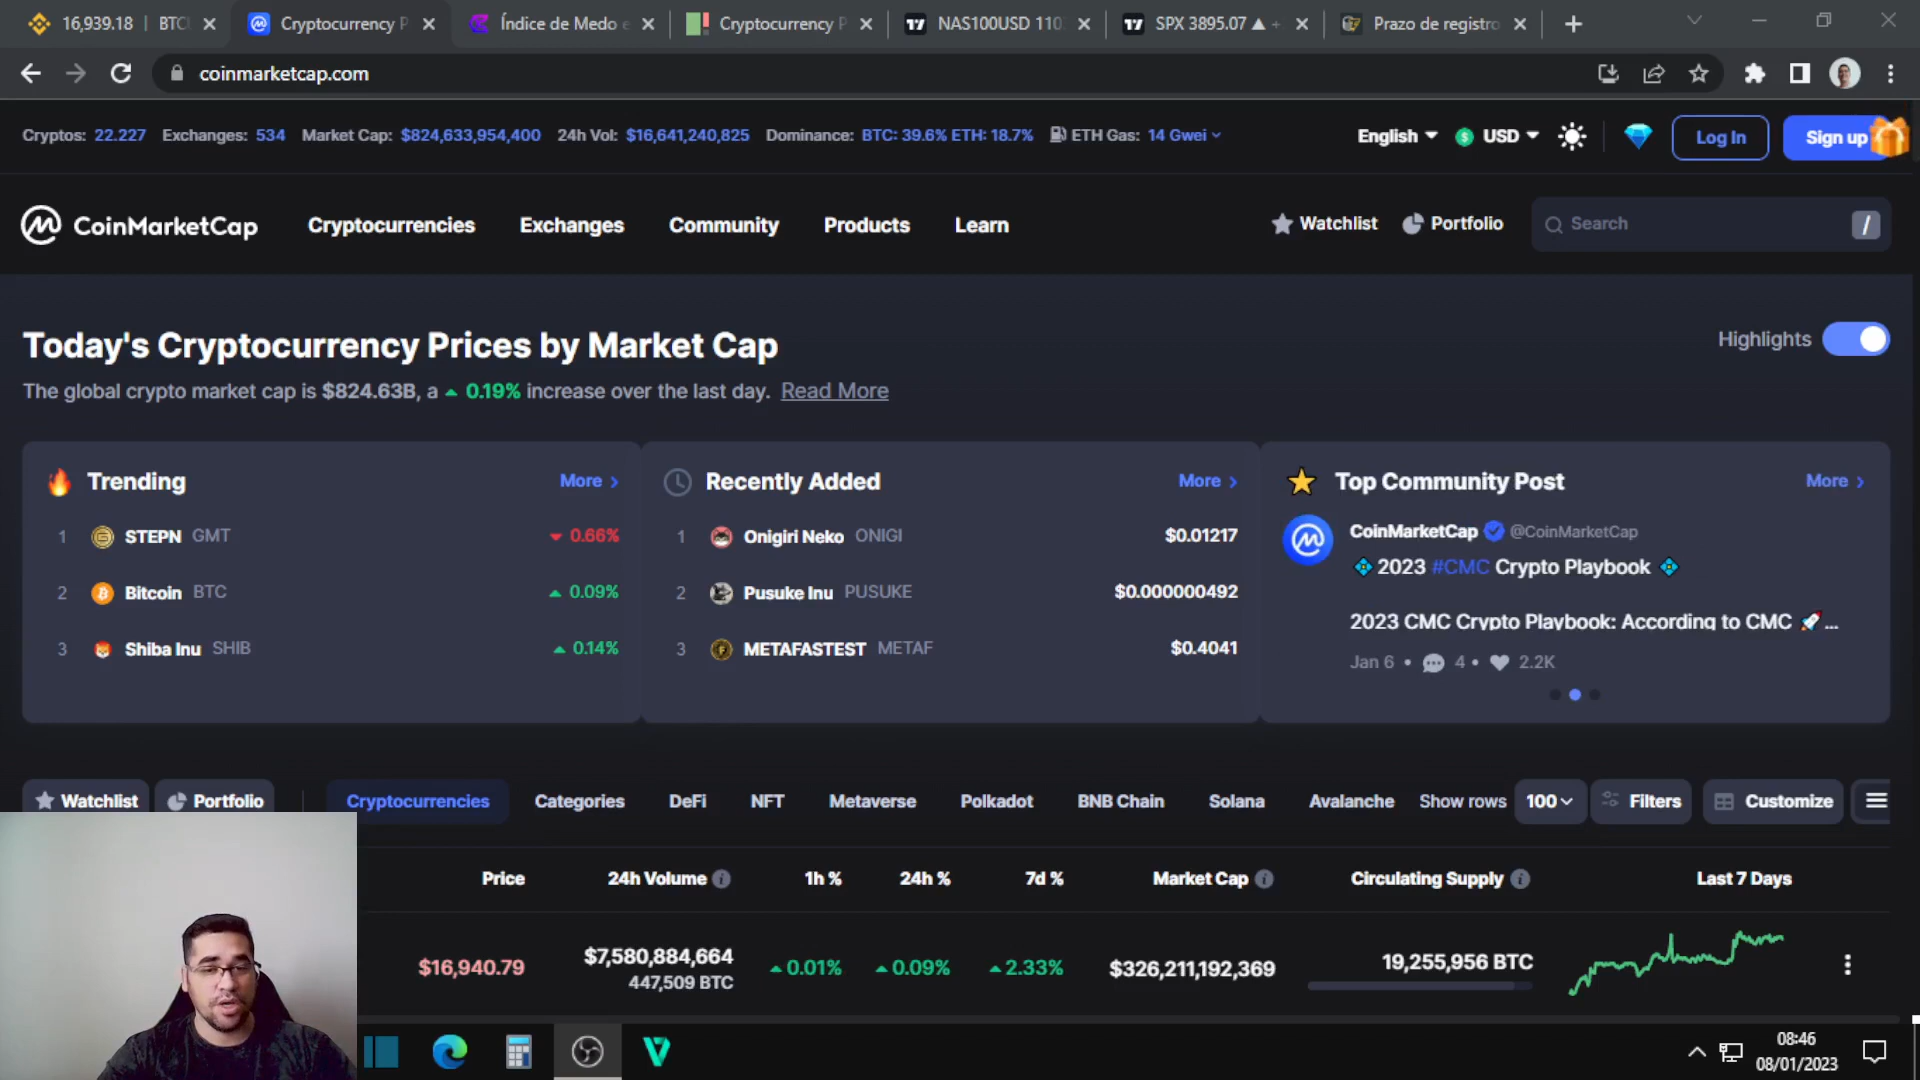 16,939.18 | BTC
Cryptocurrency P
Índice de Medo e
Cryptocurrency P
NAS100USD 110
SPX 3895.07 ▲ +
Prazo de registro
coinmarketcap.com
Cryptos: 22.227 Exchanges: 534 Market Cap: $824,633,954,400 24h Vol: $16,641,240,825 Dominance: BTC: 39.6% ETH: 18.7% ETH Gas: 14 Gwei
English USD Log In Sign up
CoinMarketCap Cryptocurrencies Exchanges Community Products Learn Watchlist Portfolio Search /
Today's Cryptocurrency Prices by Market Cap
Highlights
The global crypto market cap is $824.63B, a ▲ 0.19% increase over the last day. Read More
Trending More >
1 STEPN GMT ▼ 0.66%
2 Bitcoin BTC ▲ 0.09%
3 Shiba Inu SHIB ▲ 0.14%
Recently Added More >
1 Onigiri Neko ONIGI $0.01217
2 Pusuke Inu PUSUKE $0.000000492
3 METAFASTEST METAF $0.4041
Top Community Post More >
CoinMarketCap @CoinMarketCap
2023 #CMC Crypto Playbook
2023 CMC Crypto Playbook: According to CMC 🚀...
Jan 6 • 4 • 2.2K
Watchlist Portfolio Cryptocurrencies Categories DeFi NFT Metaverse Polkadot BNB Chain Solana Avalanche Show rows 100 Filters Customize
Price 24h Volume 1h % 24h % 7d % Market Cap Circulating Supply Last 7 Days
$16,940.79 $7,580,884,664 ▲ 0.01% ▲ 0.09% ▲ 2.33% $326,211,192,369 19,255,956 BTC
447,509 BTC
08:46
08/01/2023